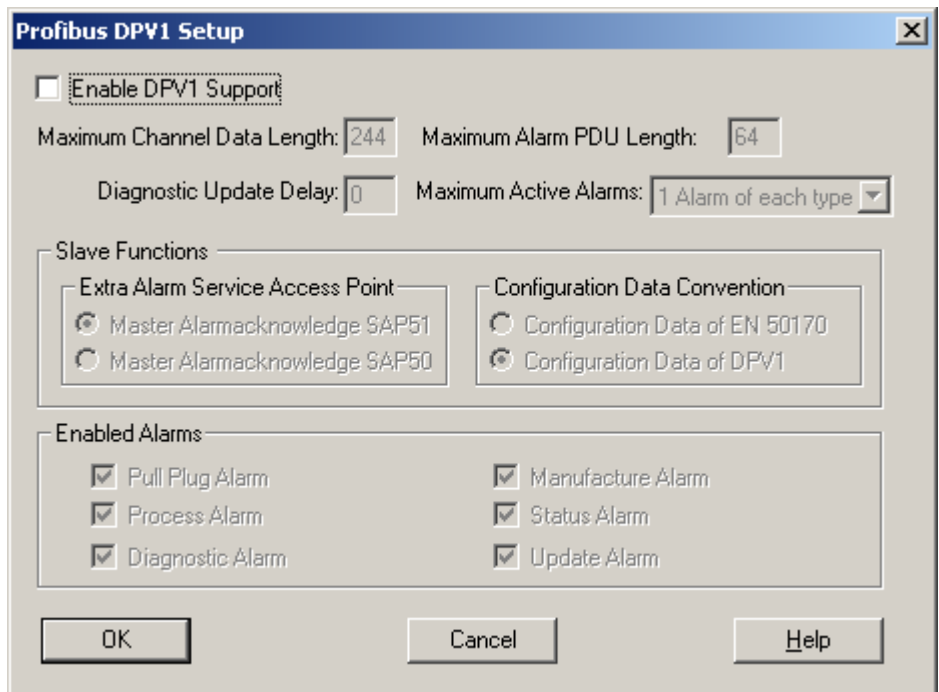 Profibus DPV1 Setup
Enable DPV1 Support
Maximum Channel Data Length: 244 Maximum Alarm PDU Length: 64
Diagnostic Update Delay: 0 Maximum Active Alarms: 1 Alarm of each type
Slave Functions
Extra Alarm Service Access Point
Master Alarmacknowledge SAP51
Master Alarmacknowledge SAP50
Configuration Data Convention
Configuration Data of EN 50170
Configuration Data of DPV1
Enabled Alarms
Pull Plug Alarm Manufacture Alarm
Process Alarm Status Alarm
Diagnostic Alarm Update Alarm
OK Cancel Help